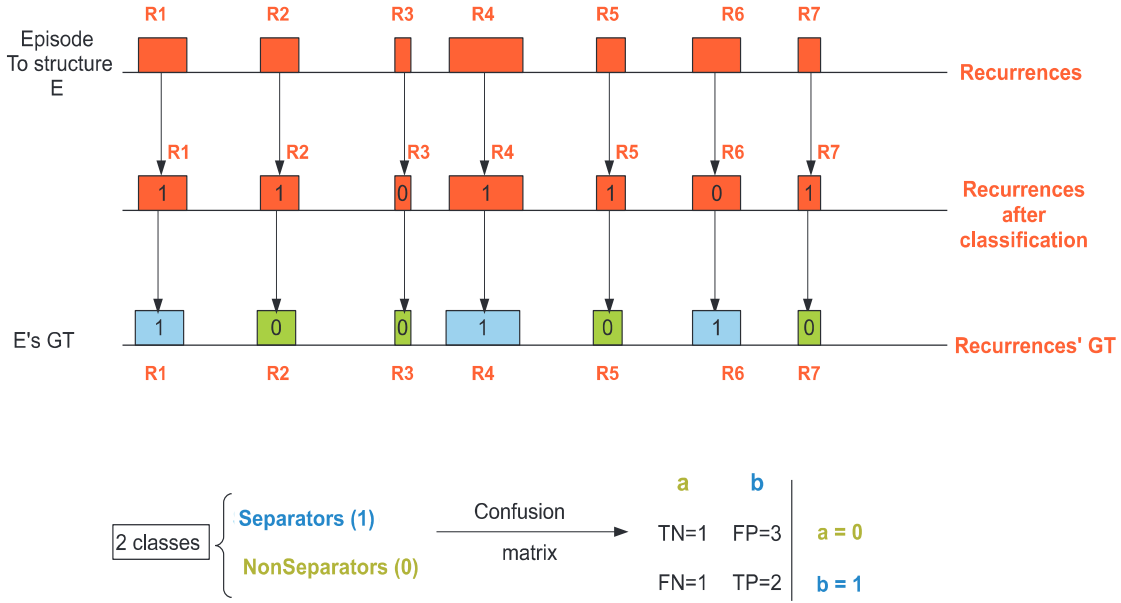 R1 R2 R3 R4 R5 R6 R7
Episode
To structure
E
Recurrences
R1 R2 R3 R4 R5 R6 R7
1 1 0 1 1 0 1
Recurrences
after
classification
1 0 0 1 0 1 0
E's GT
Recurrences' GT
R1 R2 R3 R4 R5 R6 R7
a b
Separators (1)
Confusion
TN=1 FP=3 a = 0
2 classes
matrix
NonSeparators (0)
FN=1 TP=2 b = 1